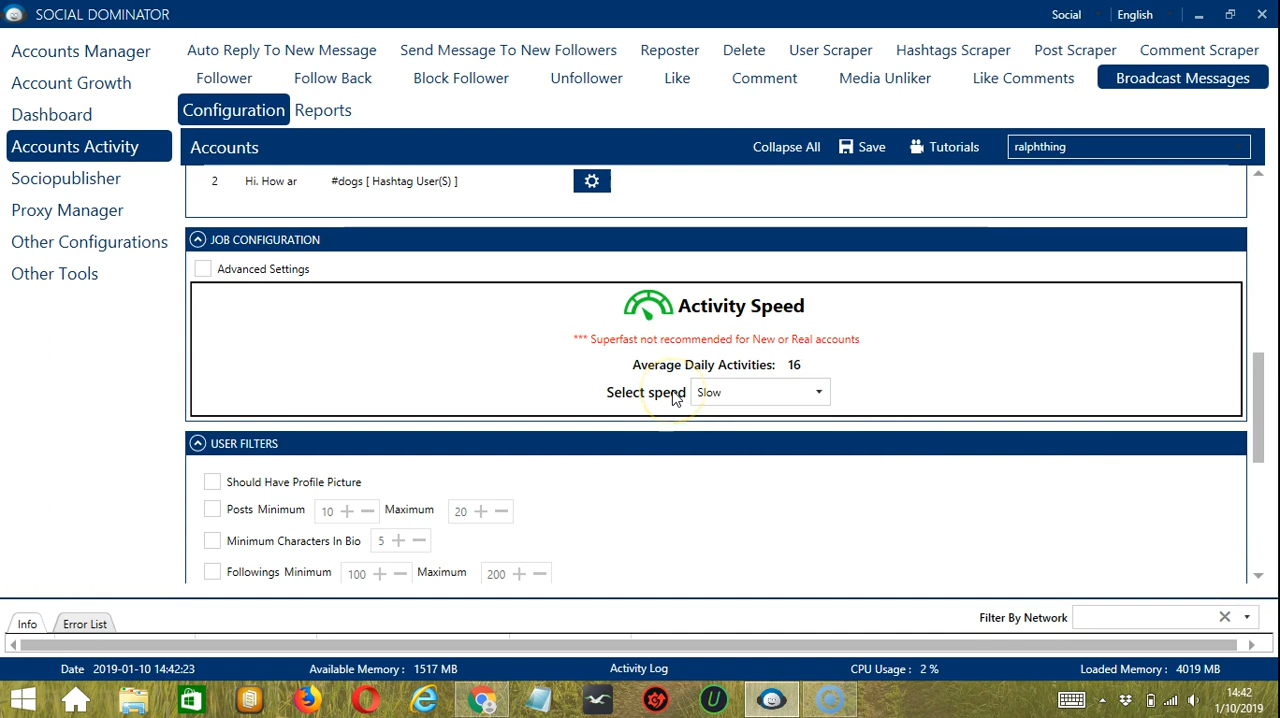 SOCIAL DOMINATOR
Social English
Accounts Manager
Account Growth
Dashboard
Accounts Activity
Sociopublisher
Proxy Manager
Other Configurations
Other Tools
Auto Reply To New Message Send Message To New Followers Reposter Delete User Scraper Hashtags Scraper Post Scraper Comment Scraper
Follower Follow Back Block Follower Unfollower Like Comment Media Unliker Like Comments Broadcast Messages
Configuration Reports
Accounts Collapse All Save Tutorials ralphthing
2 Hi. How ar #dogs [ Hashtag User(S) ]
JOB CONFIGURATION
Advanced Settings
Activity Speed
*** Superfast not recommended for New or Real accounts
Average Daily Activities: 16
Select speed Slow
USER FILTERS
Should Have Profile Picture
Posts Minimum 10 + − Maximum 20 + −
Minimum Characters In Bio 5 + −
Followings Minimum 100 + − Maximum 200 + −
Info Error List Filter By Network
Date 2019-01-10 14:42:23 Available Memory : 1517 MB Activity Log CPU Usage : 2 % Loaded Memory : 4019 MB
14:42
1/10/2019